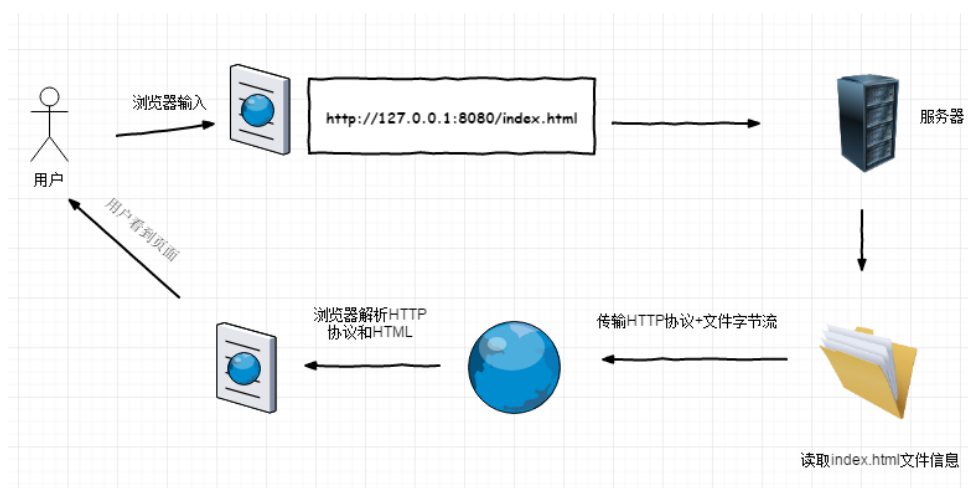 浏览器输入
http://127.0.0.1:8080/index.html
服务器
用户
用户看到页面
浏览器解析HTTP
协议和HTML
传输HTTP协议+文件字节流
读取index.html文件信息